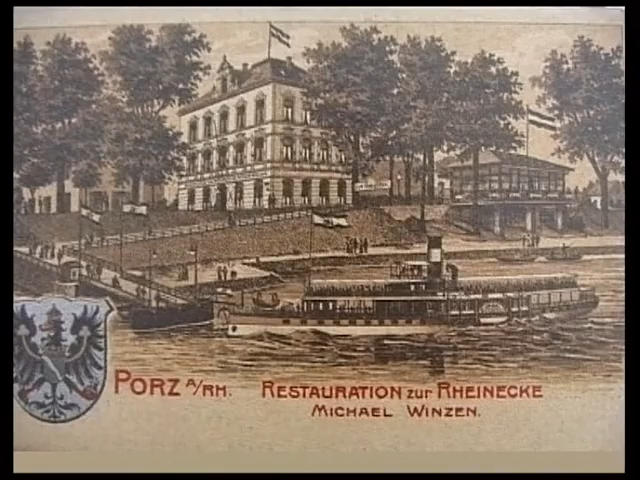 PORZ A/RH. RESTAURATION zur RHEINECKE
MICHAEL WINZEN.